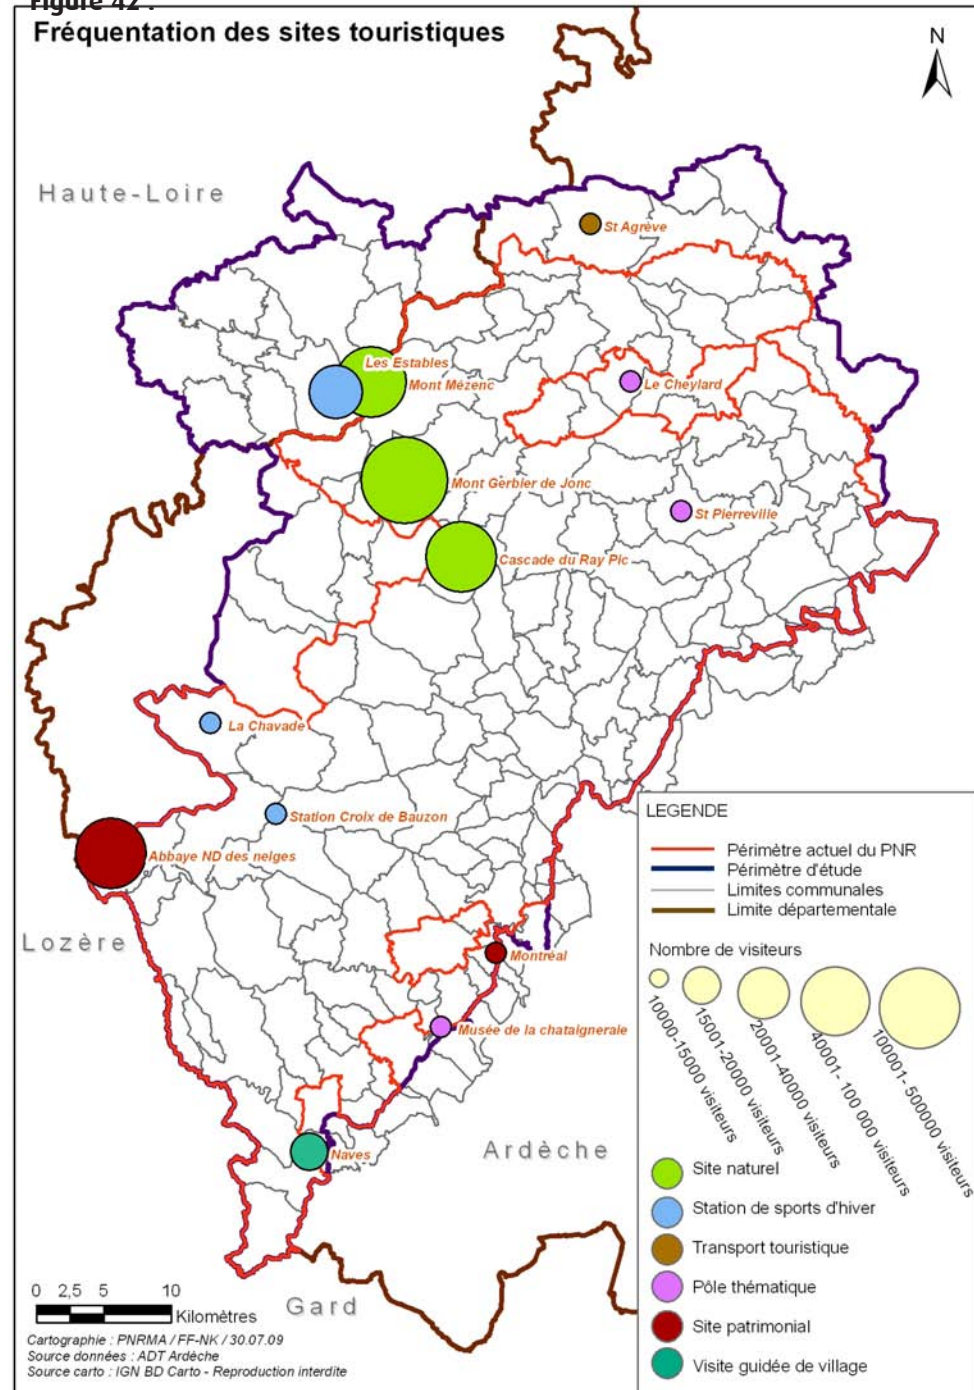 Figure 42 :
Fréquentation des sites touristiques
N
Haute-Loire
St Agrève
Les Estables
Mont Mézenc
Le Cheylard
Mont Gerbier de Jonc
St Pierreville
Cascade du Ray Pic
La Chavade
Station Croix de Bauzon
Abbaye ND des neiges
Lozère
Montréal
Musée de la chataigneraie
Ardèche
Naves
Gard
LEGENDE
Périmètre actuel du PNR
Périmètre d'étude
Limites communales
Limite départementale
Nombre de visiteurs
10000-15000 visiteurs
15001-20000 visiteurs
20001-40000 visiteurs
40001- 100 000 visiteurs
100001- 500000 visiteurs
Site naturel
Station de sports d'hiver
Transport touristique
Pôle thématique
Site patrimonial
Visite guidée de village
0 2,5 5 10
Kilomètres
Cartographie : PNRMA / FF-NK / 30.07.09
Source données : ADT Ardèche
Source carto : IGN BD Carto - Reproduction interdite